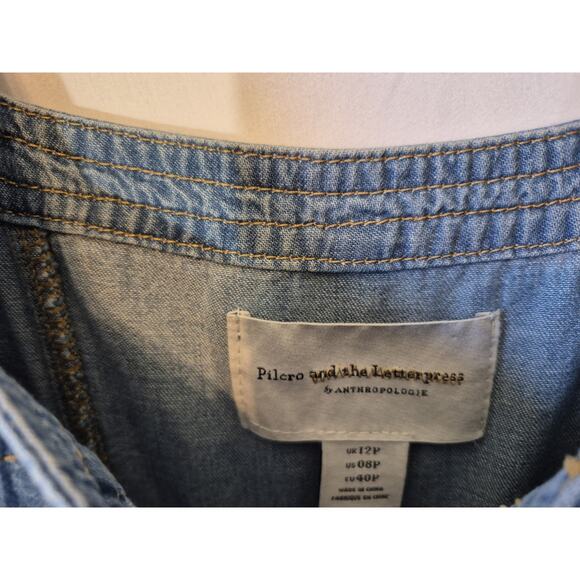 Pilcro and the Letterpress
by ANTHROPOLOGIE
UK 12P
US 08P
EU 40P
MADE IN CHINA
FABRIQUÉ EN CHINE